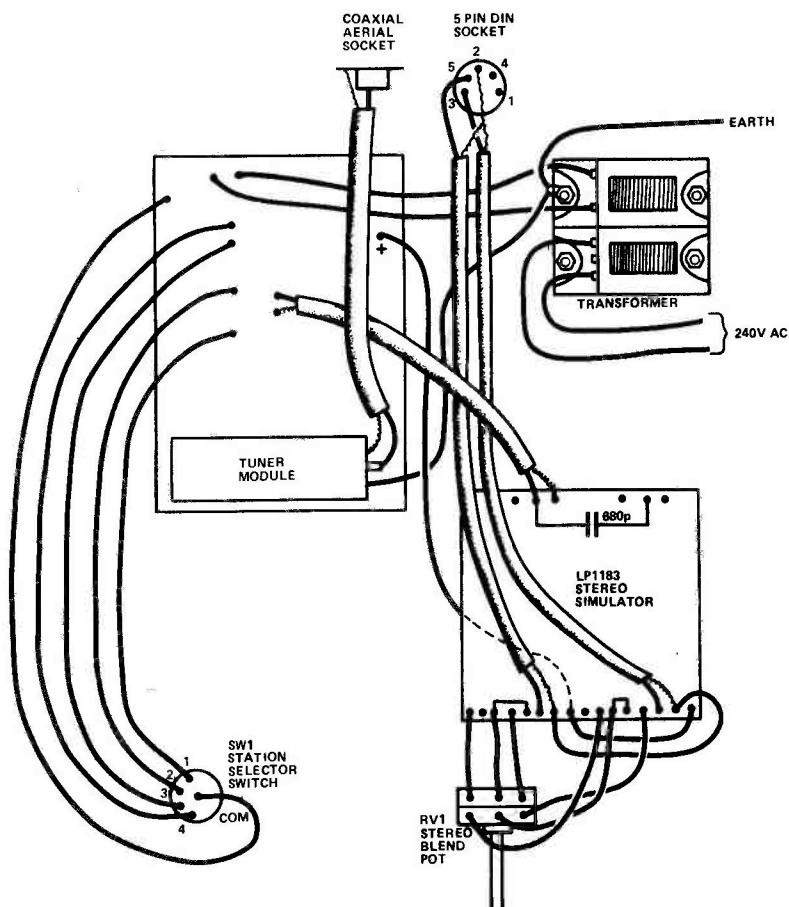 COAXIAL
AERIAL
SOCKET
5 PIN DIN
SOCKET
2
5
4
3
1
EARTH
+
TRANSFORMER
240V AC
TUNER
MODULE
680p
LP1183
STEREO
SIMULATOR
SW1
STATION
SELECTOR
SWITCH
1
2
3
4
COM
RV1
STEREO
BLEND
POT